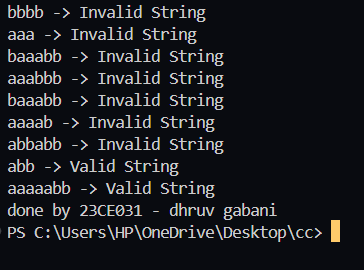 bbbb -> Invalid String
aaa -> Invalid String
baaabb -> Invalid String
aaabbb -> Invalid String
baaabb -> Invalid String
aaaab -> Invalid String
abbabb -> Invalid String
abb -> Valid String
aaaaabb -> Valid String
done by 23CE031 - dhruv gabani
PS C:\Users\HP\OneDrive\Desktop\cc>